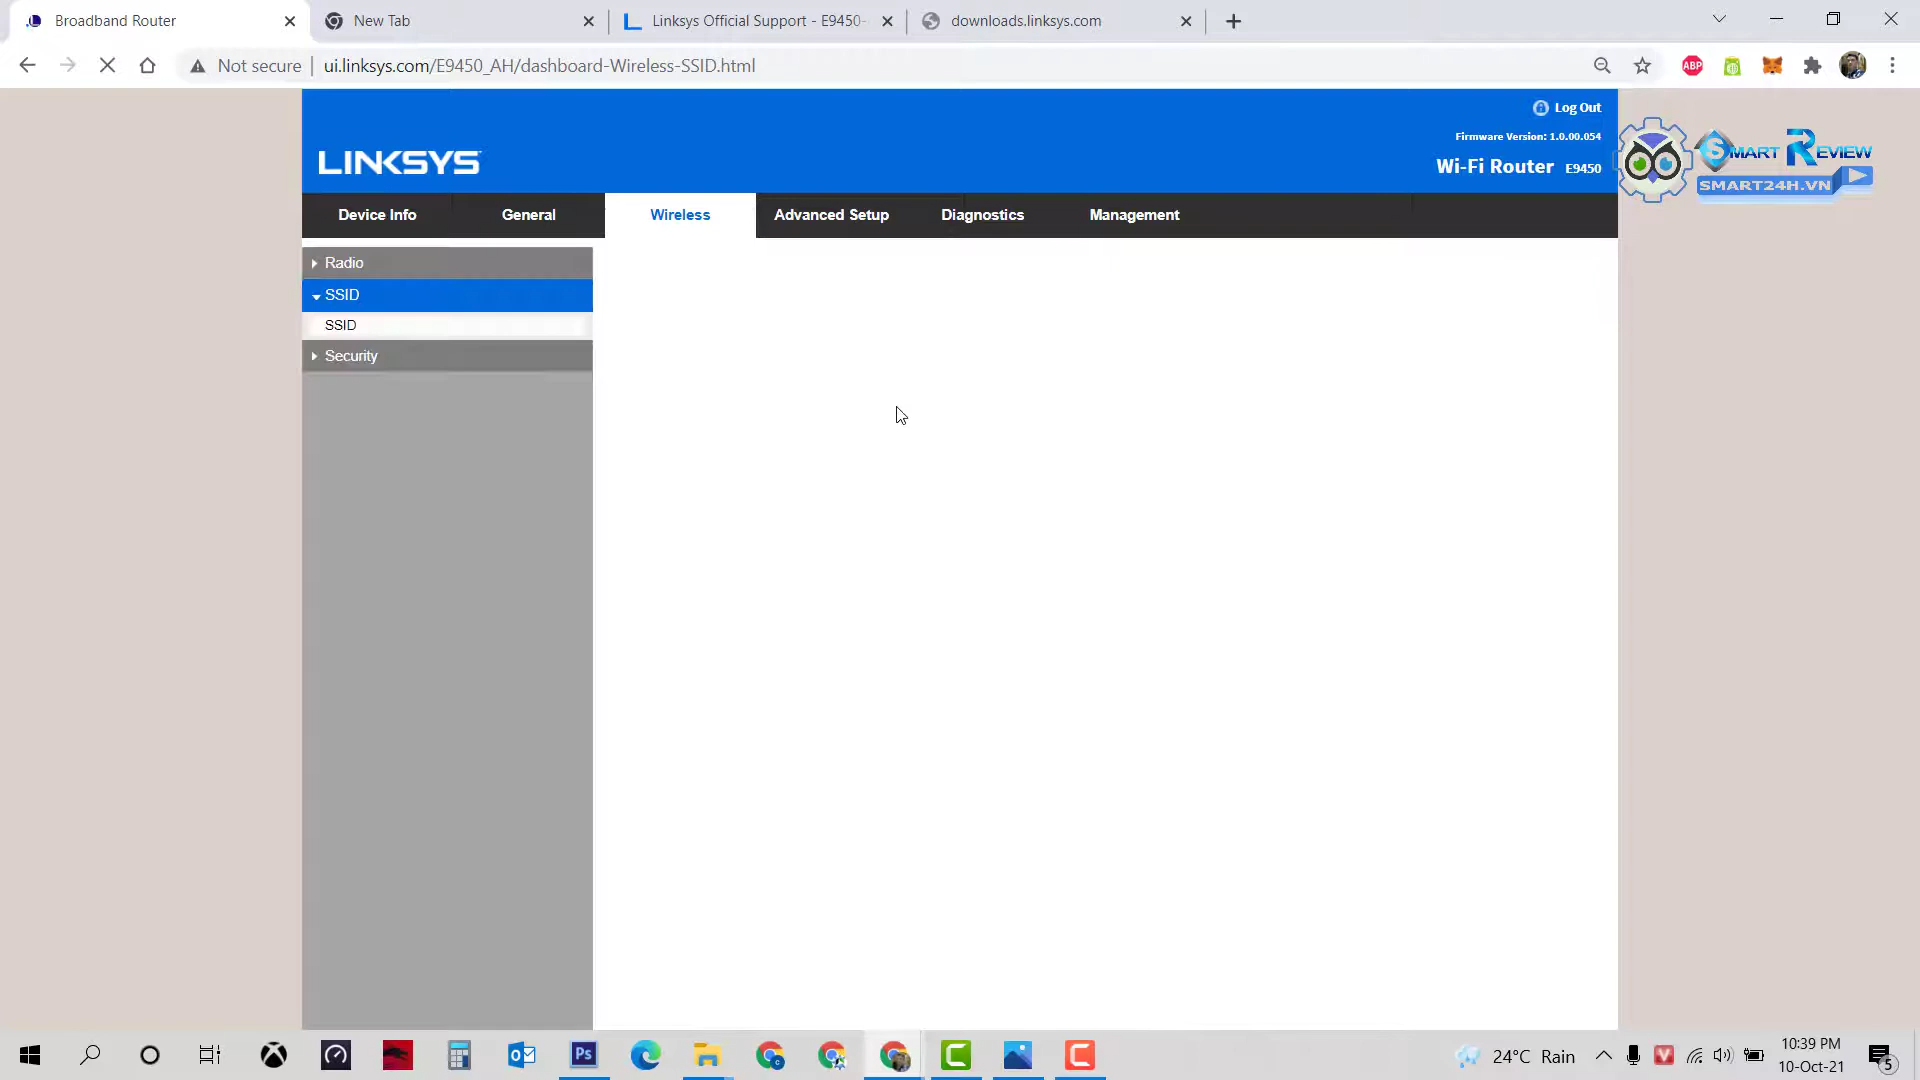 Broadband Router
New Tab
Linksys Official Support - E9450-
downloads.linksys.com
Not secure
ui.linksys.com/E9450_AH/dashboard-Wireless-SSID.html
ABP
Log Out
Firmware Version: 1.0.00.054
LINKSYS
Wi-Fi Router E9450
SMART REVIEW
SMART24H.VN
Device Info
General
Wireless
Advanced Setup
Diagnostics
Management
Radio
SSID
SSID
Security
Ps
24°C Rain
V
10:39 PM
10-Oct-21
5